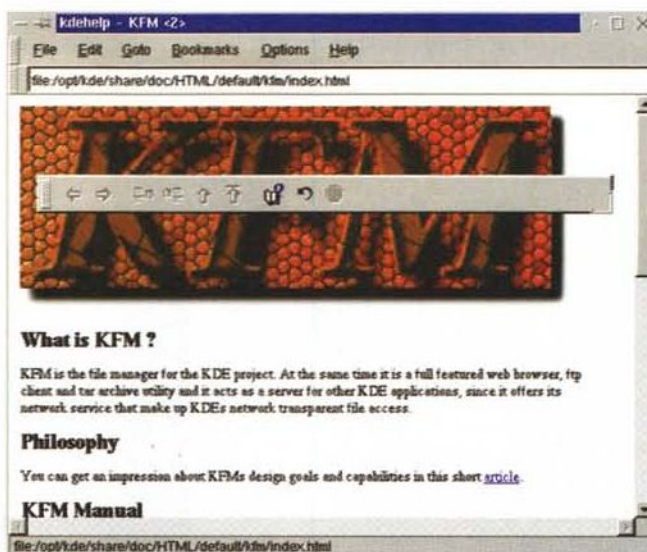 kdehelp - KFM <2>
File Edit Goto Bookmarks Options Help
file:/opt/kde/share/doc/HTML/default/kfm/index.html
KFM
What is KFM ?
KFM is the file manager for the KDE project. At the same time it is a full featured web browser, ftp
client and tar archive utility and it acts as a server for other KDE applications, since it offers its
network service that make up KDEs network transparent file access.
Philosophy
You can get an impression about KFMs design goals and capabilities in this short article.
KFM Manual
file:/opt/kde/share/doc/HTML/default/kfm/index.html